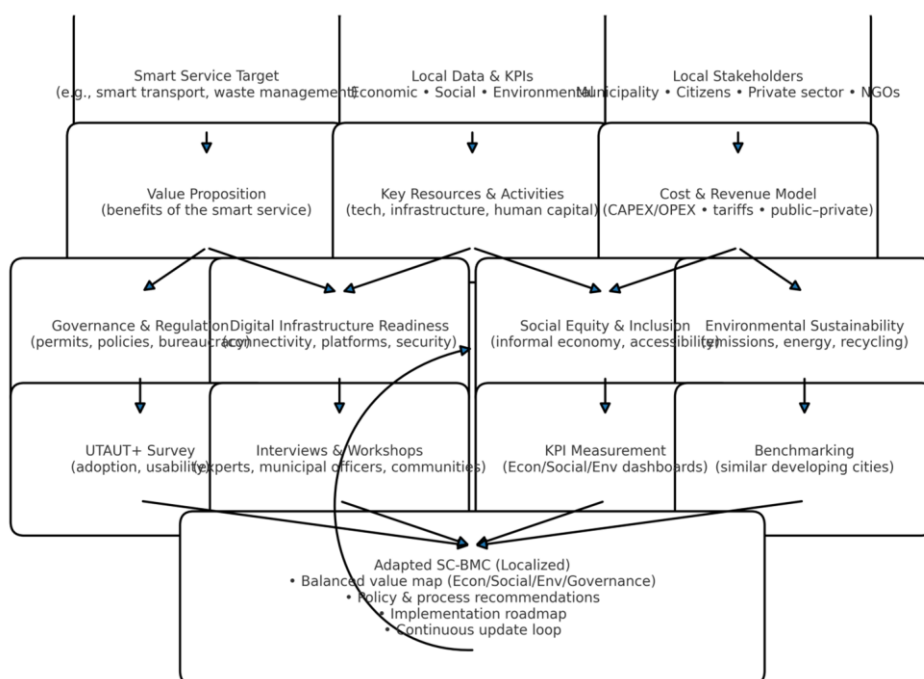 Smart Service Target
(e.g., smart transport, waste management)
Local Data & KPIs
Economic • Social • Environmental
Local Stakeholders
Municipality • Citizens • Private sector • NGOs
Value Proposition
(benefits of the smart service)
Key Resources & Activities
(tech, infrastructure, human capital)
Cost & Revenue Model
(CAPEX/OPEX • tariffs • public–private)
Governance & Regulation
(permits, policies, bureaucracy)
Digital Infrastructure Readiness
(connectivity, platforms, security)
Social Equity & Inclusion
(informal economy, accessibility)
Environmental Sustainability
(emissions, energy, recycling)
UTAUT+ Survey
(adoption, usability)
Interviews & Workshops
(experts, municipal officers, communities)
KPI Measurement
(Econ/Social/Env dashboards)
Benchmarking
(similar developing cities)
Adapted SC-BMC (Localized)
• Balanced value map (Econ/Social/Env/Governance)
• Policy & process recommendations
• Implementation roadmap
• Continuous update loop